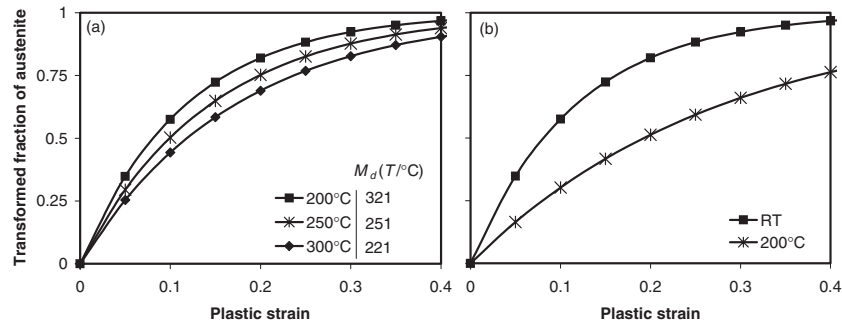 Transformed fraction of austenite
1
0.75
0.5
0.25
0
(a)
M_d (T/°C)
200°C 321
250°C 251
300°C 221
0 0.1 0.2 0.3 0.4
Plastic strain
(b)
RT
200°C
0 0.1 0.2 0.3 0.4
Plastic strain